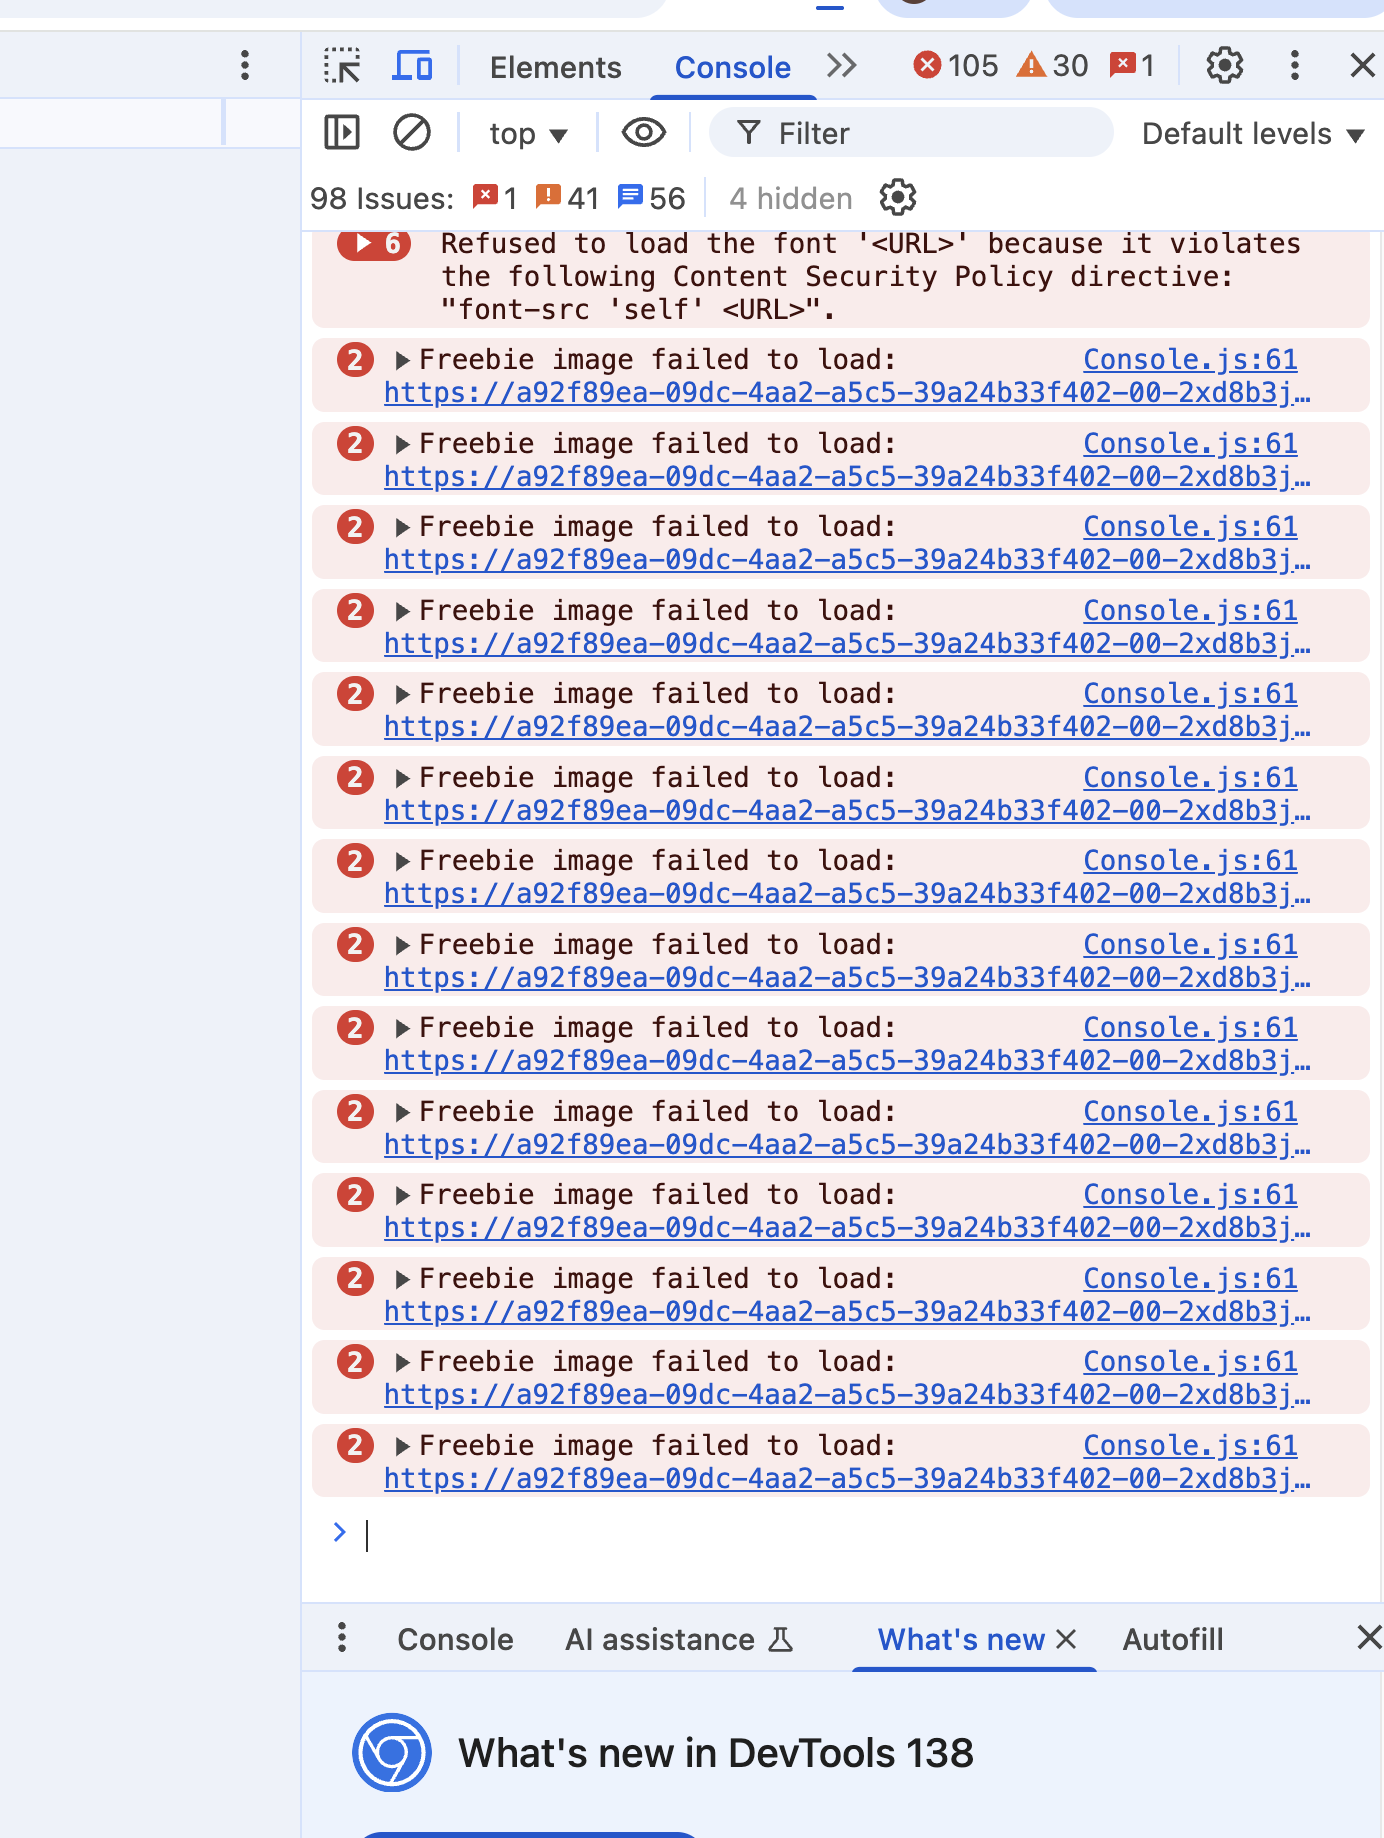 Elements Console 105 30 1
top Filter Default levels
98 Issues: 1 41 56 4 hidden
6 Refused to load the font '<URL>' because it violates
the following Content Security Policy directive:
"font-src 'self' <URL>".
2 Freebie image failed to load: Console.js:61
https://a92f89ea-09dc-4aa2-a5c5-39a24b33f402-00-2xd8b3j…
2 Freebie image failed to load: Console.js:61
https://a92f89ea-09dc-4aa2-a5c5-39a24b33f402-00-2xd8b3j…
2 Freebie image failed to load: Console.js:61
https://a92f89ea-09dc-4aa2-a5c5-39a24b33f402-00-2xd8b3j…
2 Freebie image failed to load: Console.js:61
https://a92f89ea-09dc-4aa2-a5c5-39a24b33f402-00-2xd8b3j…
2 Freebie image failed to load: Console.js:61
https://a92f89ea-09dc-4aa2-a5c5-39a24b33f402-00-2xd8b3j…
2 Freebie image failed to load: Console.js:61
https://a92f89ea-09dc-4aa2-a5c5-39a24b33f402-00-2xd8b3j…
2 Freebie image failed to load: Console.js:61
https://a92f89ea-09dc-4aa2-a5c5-39a24b33f402-00-2xd8b3j…
2 Freebie image failed to load: Console.js:61
https://a92f89ea-09dc-4aa2-a5c5-39a24b33f402-00-2xd8b3j…
2 Freebie image failed to load: Console.js:61
https://a92f89ea-09dc-4aa2-a5c5-39a24b33f402-00-2xd8b3j…
2 Freebie image failed to load: Console.js:61
https://a92f89ea-09dc-4aa2-a5c5-39a24b33f402-00-2xd8b3j…
2 Freebie image failed to load: Console.js:61
https://a92f89ea-09dc-4aa2-a5c5-39a24b33f402-00-2xd8b3j…
2 Freebie image failed to load: Console.js:61
https://a92f89ea-09dc-4aa2-a5c5-39a24b33f402-00-2xd8b3j…
2 Freebie image failed to load: Console.js:61
https://a92f89ea-09dc-4aa2-a5c5-39a24b33f402-00-2xd8b3j…
2 Freebie image failed to load: Console.js:61
https://a92f89ea-09dc-4aa2-a5c5-39a24b33f402-00-2xd8b3j…
Console AI assistance What's new Autofill
What's new in DevTools 138